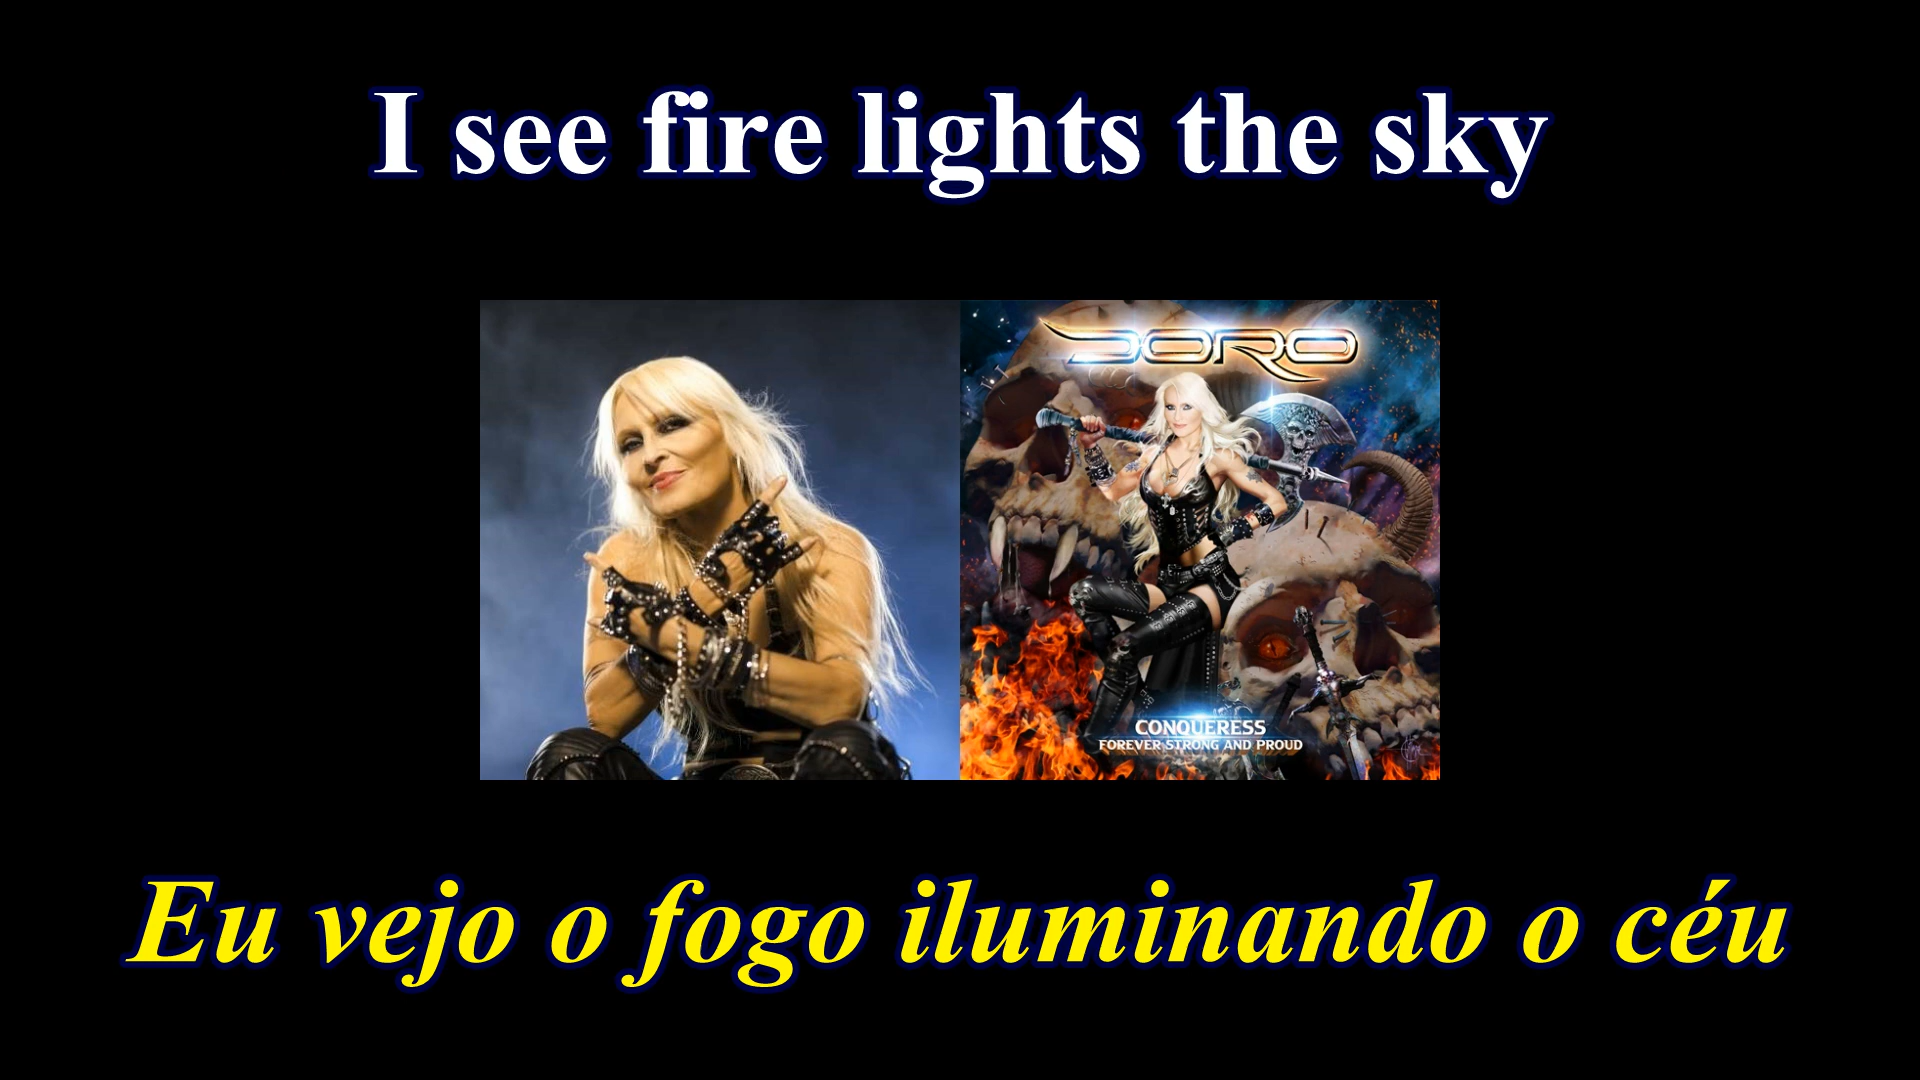 I see fire lights the sky
DORO
CONQUERESS
FOREVER STRONG AND PROUD
Eu vejo o fogo iluminando o céu